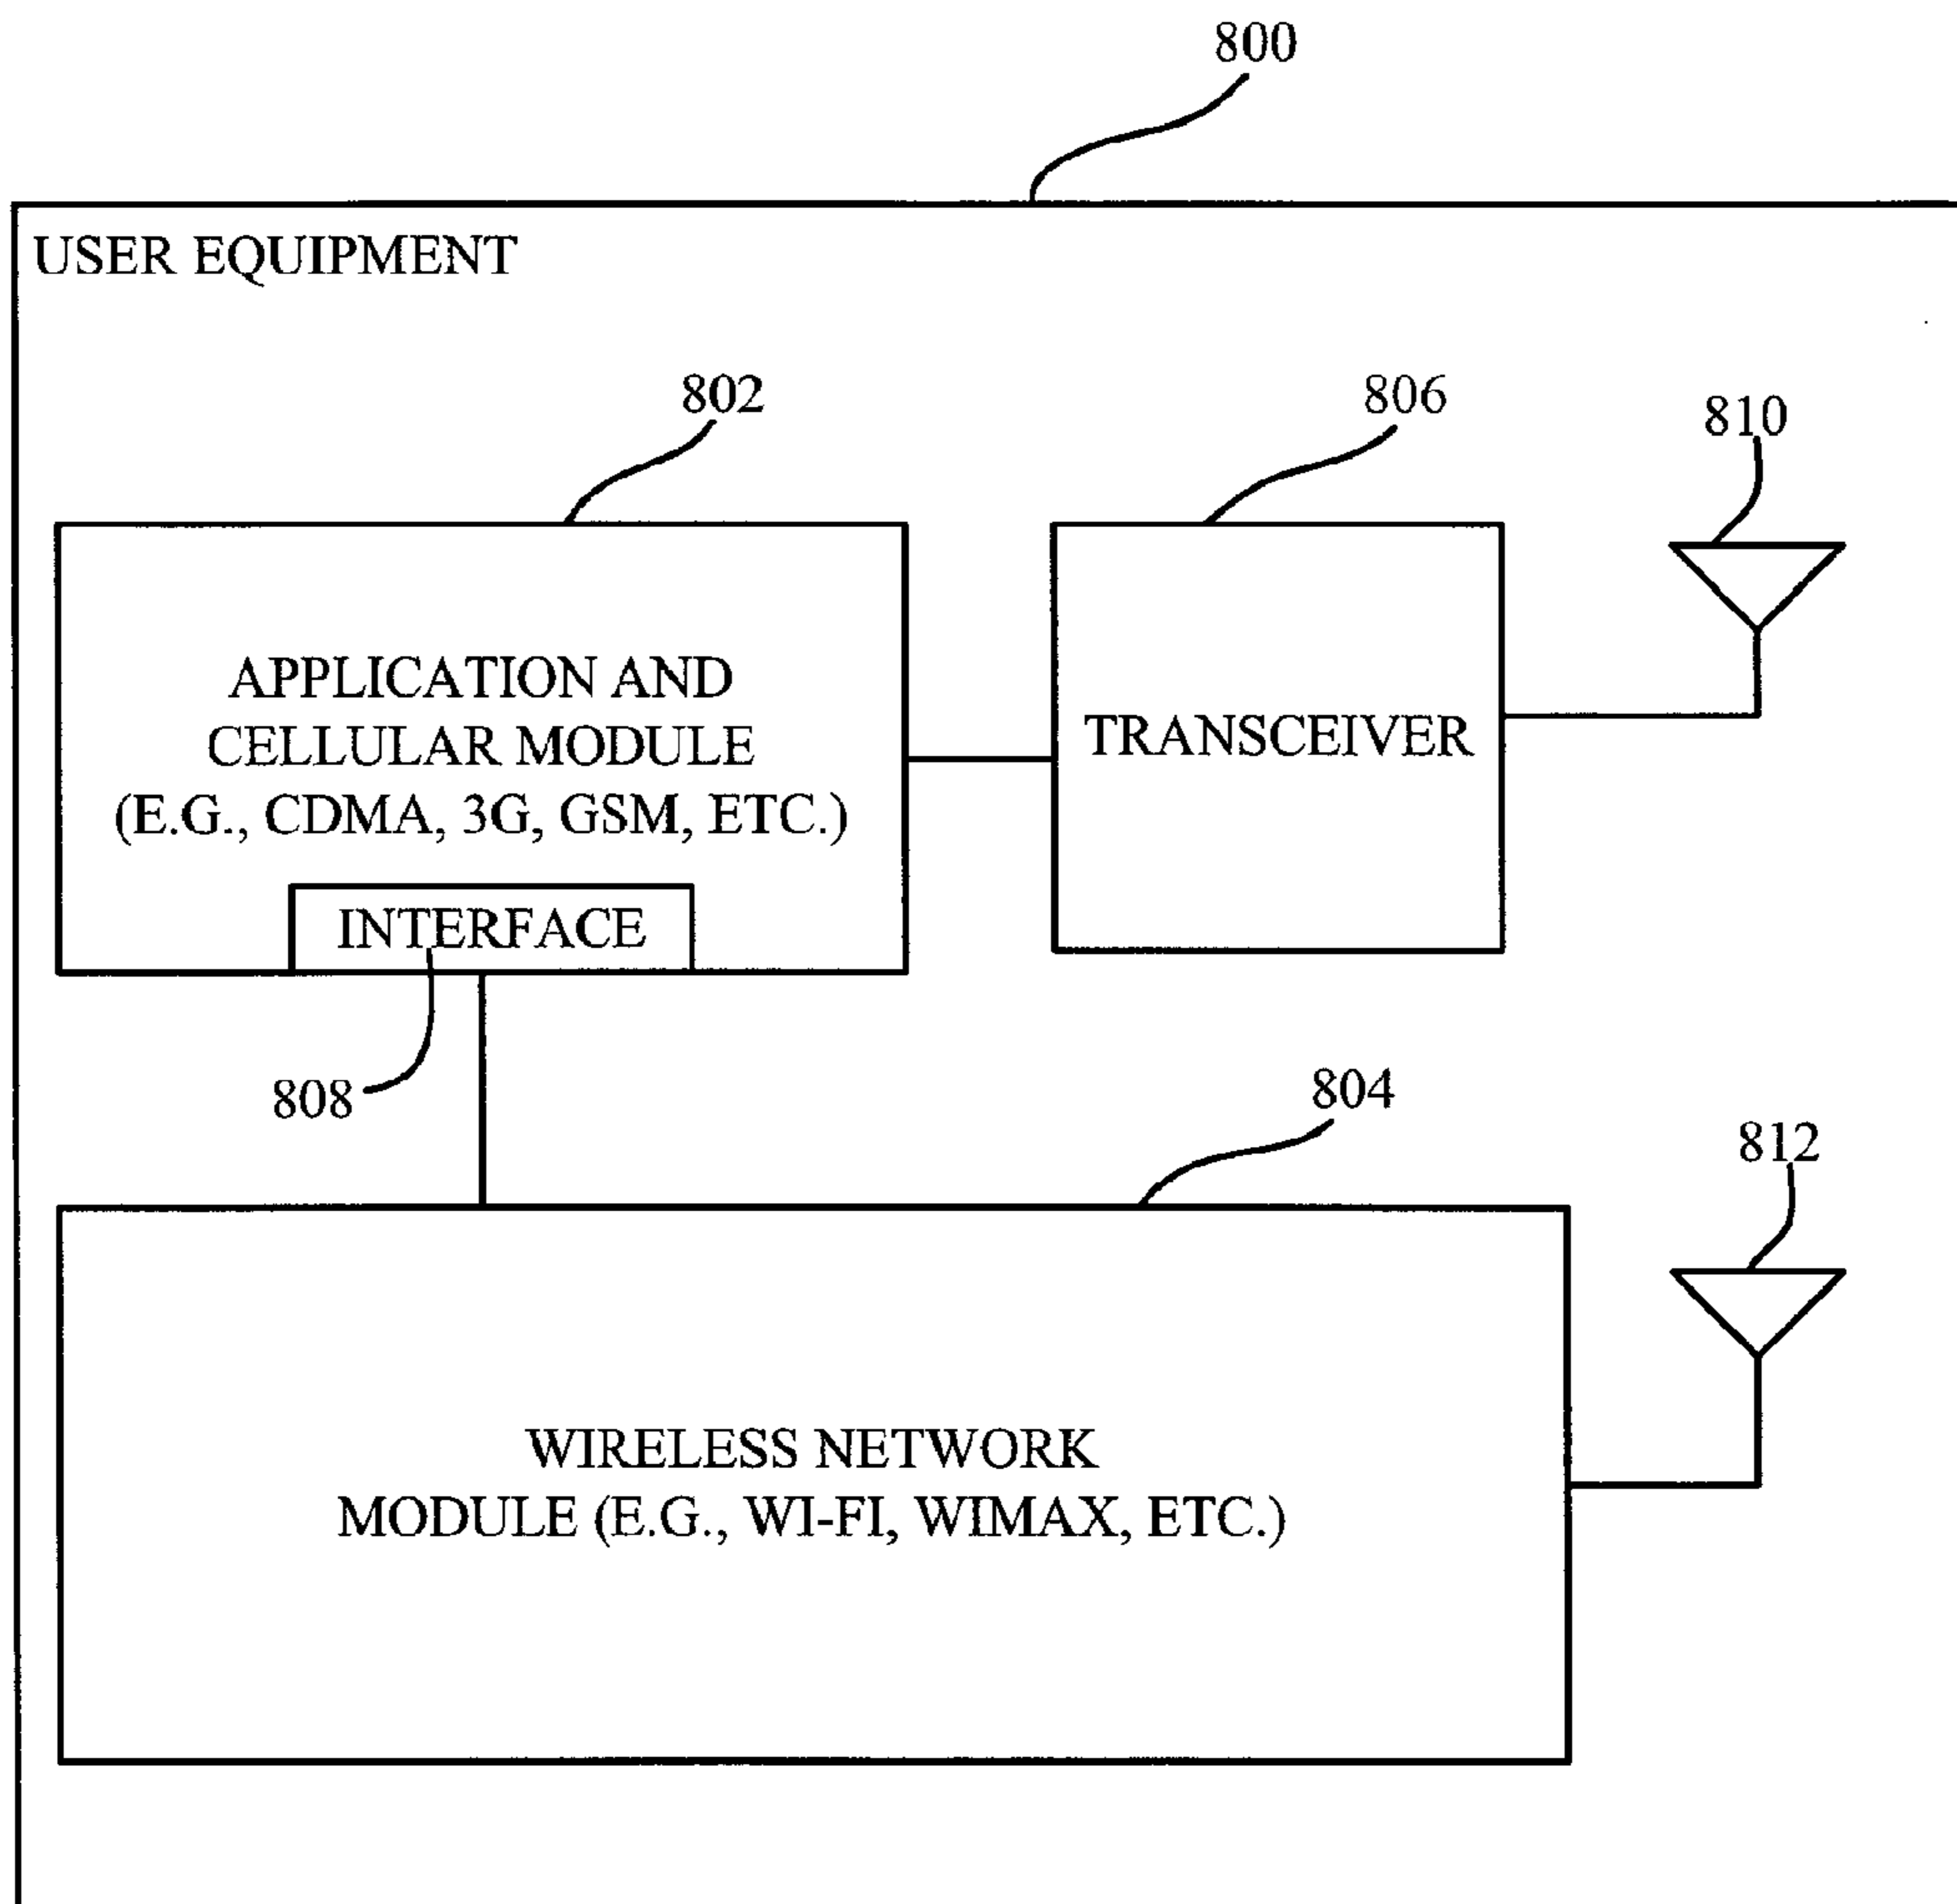 800
USER EQUIPMENT
802
806
810
APPLICATION AND
CELLULAR MODULE
(E.G., CDMA, 3G, GSM, ETC.)
TRANSCEIVER
INTERFACE
808
804
812
WIRELESS NETWORK
MODULE (E.G., WI-FI, WIMAX, ETC.)